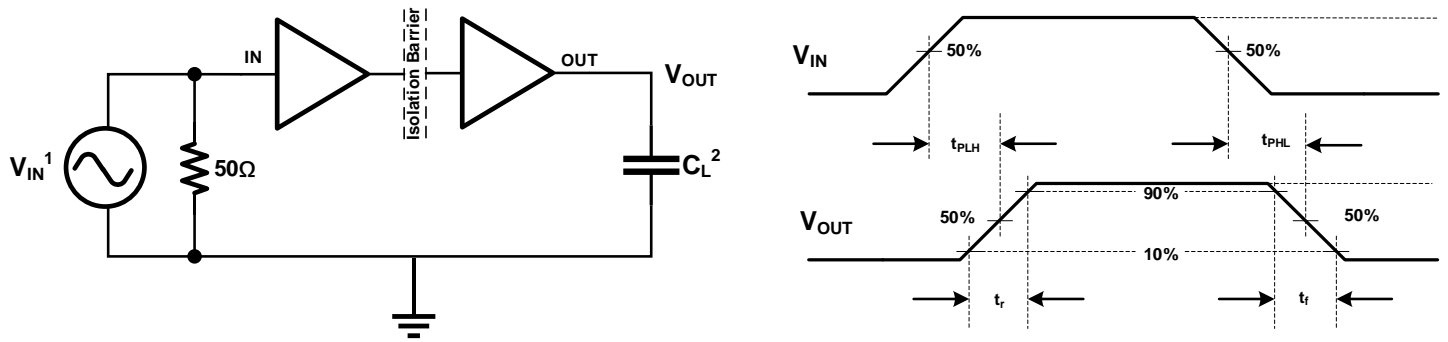 IN
Isolation Barrier
OUT
V_OUT
V_IN^1
50Ω
C_L^2
V_IN
50%
50%
t_PLH
t_PHL
V_OUT
50%
90%
50%
10%
t_r
t_f